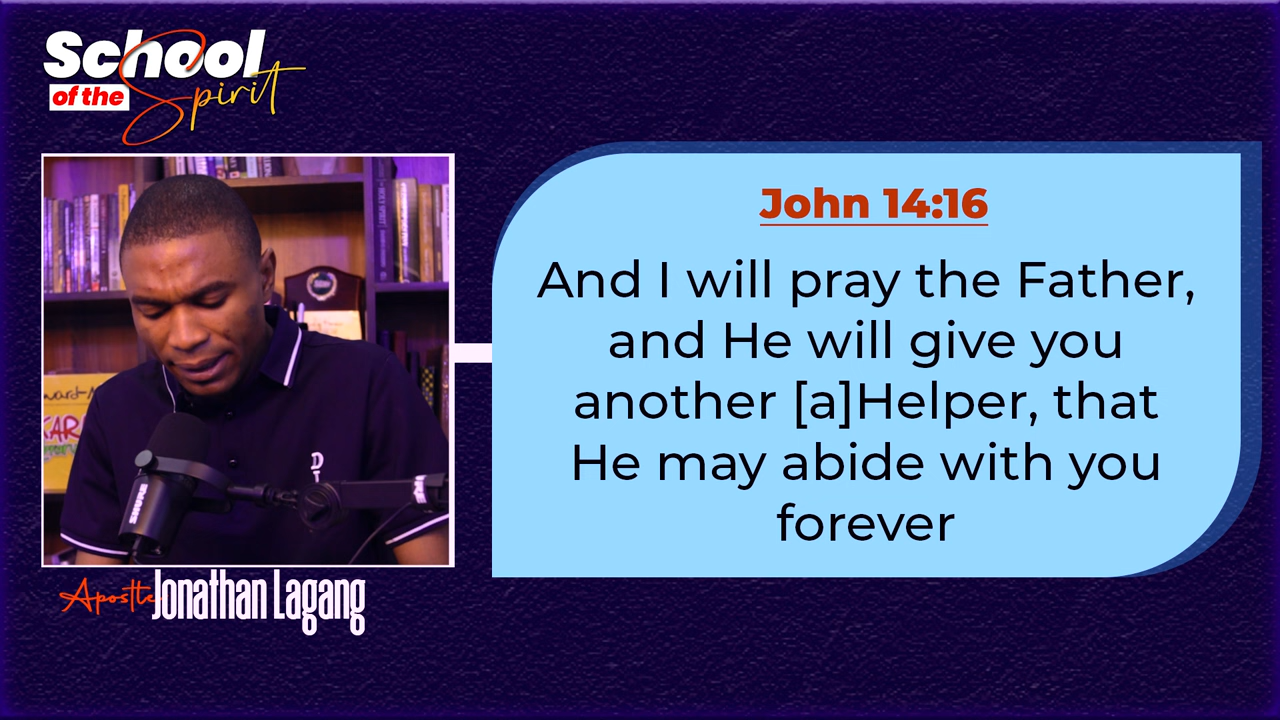 School
of the Spirit
John 14:16
And I will pray the Father,
and He will give you
another [a]Helper, that
He may abide with you
forever
SHURE
Apostle Jonathan Lagang